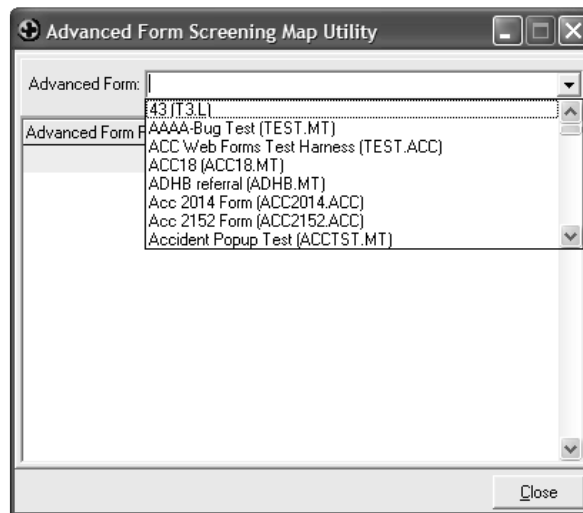 Advanced Form Screening Map Utility
Advanced Form:
43 (T3.L)
Advanced Form F
AAAA-Bug Test (TEST.MT)
ACC Web Forms Test Harness (TEST.ACC)
ACC18 (ACC18.MT)
ADHB referral (ADHB.MT)
Acc 2014 Form (ACC2014.ACC)
Acc 2152 Form (ACC2152.ACC)
Accident Popup Test (ACCTST.MT)
Close